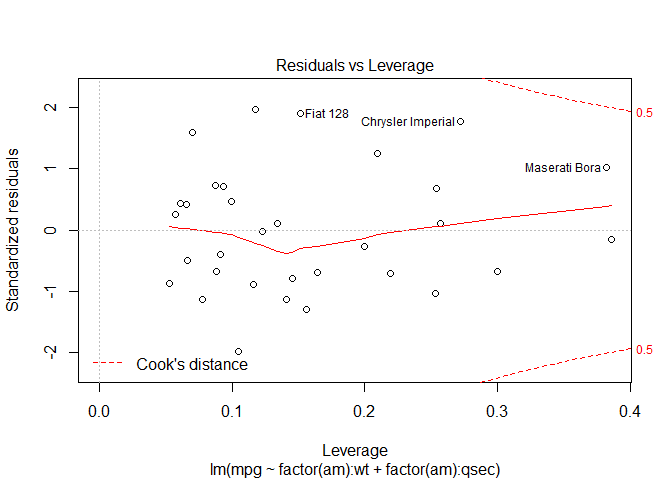 Residuals vs Leverage
Standardized residuals
2
1
0
-1
-2
Fiat 128
Chrysler Imperial
Maserati Bora
0.5
0.5
Cook's distance
0.0 0.1 0.2 0.3 0.4
Leverage
lm(mpg ~ factor(am):wt + factor(am):qsec)